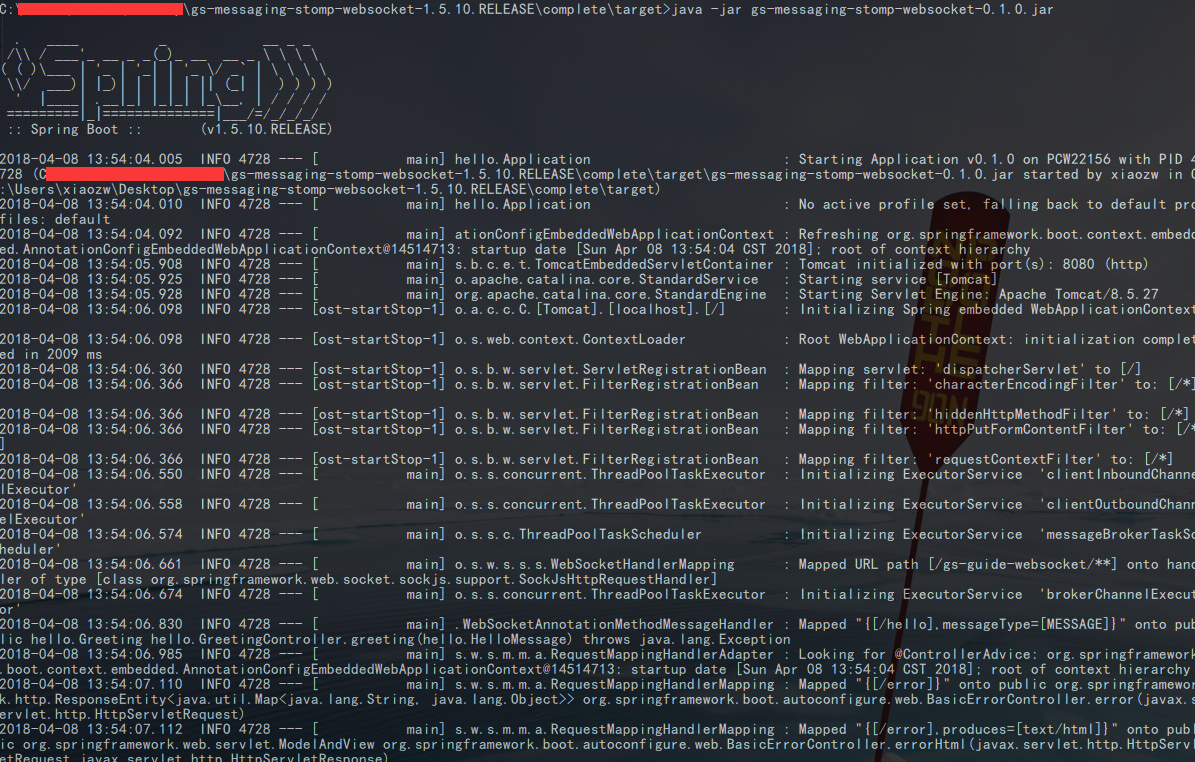 C:\gs-messaging-stomp-websocket-1.5.10.RELEASE\complete\target>java -jar gs-messaging-stomp-websocket-0.1.0.jar
:: Spring Boot ::        (v1.5.10.RELEASE)
2018-04-08 13:54:04.005  INFO 4728 --- [           main] hello.Application                        : Starting Application v0.1.0 on PCW22156 with PID 4
728 (C\gs-messaging-stomp-websocket-1.5.10.RELEASE\complete\target\gs-messaging-stomp-websocket-0.1.0.jar started by xiaozw in C
:\Users\xiaozw\Desktop\gs-messaging-stomp-websocket-1.5.10.RELEASE\complete\target)
2018-04-08 13:54:04.010  INFO 4728 --- [           main] hello.Application                        : No active profile set, falling back to default pro
files: default
2018-04-08 13:54:04.092  INFO 4728 --- [           main] ationConfigEmbeddedWebApplicationContext : Refreshing org.springframework.boot.context.embedd
ed.AnnotationConfigEmbeddedWebApplicationContext@14514713: startup date [Sun Apr 08 13:54:04 CST 2018]; root of context hierarchy
2018-04-08 13:54:05.908  INFO 4728 --- [           main] s.b.c.e.t.TomcatEmbeddedServletContainer : Tomcat initialized with port(s): 8080 (http)
2018-04-08 13:54:05.925  INFO 4728 --- [           main] o.apache.catalina.core.StandardService   : Starting service [Tomcat]
2018-04-08 13:54:05.928  INFO 4728 --- [           main] org.apache.catalina.core.StandardEngine  : Starting Servlet Engine: Apache Tomcat/8.5.27
2018-04-08 13:54:06.098  INFO 4728 --- [ost-startStop-1] o.a.c.c.C.[Tomcat].[localhost].[/]       : Initializing Spring embedded WebApplicationContext
2018-04-08 13:54:06.098  INFO 4728 --- [ost-startStop-1] o.s.web.context.ContextLoader            : Root WebApplicationContext: initialization complet
ed in 2009 ms
2018-04-08 13:54:06.360  INFO 4728 --- [ost-startStop-1] o.s.b.w.servlet.ServletRegistrationBean  : Mapping servlet: 'dispatcherServlet' to [/]
2018-04-08 13:54:06.366  INFO 4728 --- [ost-startStop-1] o.s.b.w.servlet.FilterRegistrationBean   : Mapping filter: 'characterEncodingFilter' to: [/*]
2018-04-08 13:54:06.366  INFO 4728 --- [ost-startStop-1] o.s.b.w.servlet.FilterRegistrationBean   : Mapping filter: 'hiddenHttpMethodFilter' to: [/*]
2018-04-08 13:54:06.366  INFO 4728 --- [ost-startStop-1] o.s.b.w.servlet.FilterRegistrationBean   : Mapping filter: 'httpPutFormContentFilter' to: [/*
]
2018-04-08 13:54:06.366  INFO 4728 --- [ost-startStop-1] o.s.b.w.servlet.FilterRegistrationBean   : Mapping filter: 'requestContextFilter' to: [/*]
2018-04-08 13:54:06.550  INFO 4728 --- [           main] o.s.s.concurrent.ThreadPoolTaskExecutor  : Initializing ExecutorService  'clientInboundChanne
lExecutor'
2018-04-08 13:54:06.558  INFO 4728 --- [           main] o.s.s.concurrent.ThreadPoolTaskExecutor  : Initializing ExecutorService  'clientOutboundChann
elExecutor'
2018-04-08 13:54:06.574  INFO 4728 --- [           main] o.s.s.c.ThreadPoolTaskScheduler          : Initializing ExecutorService  'messageBrokerTaskSc
heduler'
2018-04-08 13:54:06.661  INFO 4728 --- [           main] o.s.w.s.s.s.WebSocketHandlerMapping      : Mapped URL path [/gs-guide-websocket/**] onto hand
ler of type [class org.springframework.web.socket.sockjs.support.SockJsHttpRequestHandler]
2018-04-08 13:54:06.674  INFO 4728 --- [           main] o.s.s.concurrent.ThreadPoolTaskExecutor  : Initializing ExecutorService  'brokerChannelExecut
or'
2018-04-08 13:54:06.830  INFO 4728 --- [           main] .WebSocketAnnotationMethodMessageHandler : Mapped "{[/hello],messageType=[MESSAGE]}" onto pub
lic hello.Greeting hello.GreetingController.greeting(hello.HelloMessage) throws java.lang.Exception
2018-04-08 13:54:06.985  INFO 4728 --- [           main] s.w.s.m.m.a.RequestMappingHandlerAdapter : Looking for @ControllerAdvice: org.springframework
.boot.context.embedded.AnnotationConfigEmbeddedWebApplicationContext@14514713: startup date [Sun Apr 08 13:54:04 CST 2018]; root of context hierarchy
2018-04-08 13:54:07.110  INFO 4728 --- [           main] s.w.s.m.m.a.RequestMappingHandlerMapping : Mapped "{[/error]}" onto public org.springframewor
k.http.ResponseEntity<java.util.Map<java.lang.String, java.lang.Object>> org.springframework.boot.autoconfigure.web.BasicErrorController.error(javax.s
ervlet.http.HttpServletRequest)
2018-04-08 13:54:07.112  INFO 4728 --- [           main] s.w.s.m.m.a.RequestMappingHandlerMapping : Mapped "{[/error],produces=[text/html]}" onto publ
ic org.springframework.web.servlet.ModelAndView org.springframework.boot.autoconfigure.web.BasicErrorController.errorHtml(javax.servlet.http.HttpServl
etRequest,javax.servlet.http.HttpServletResponse)